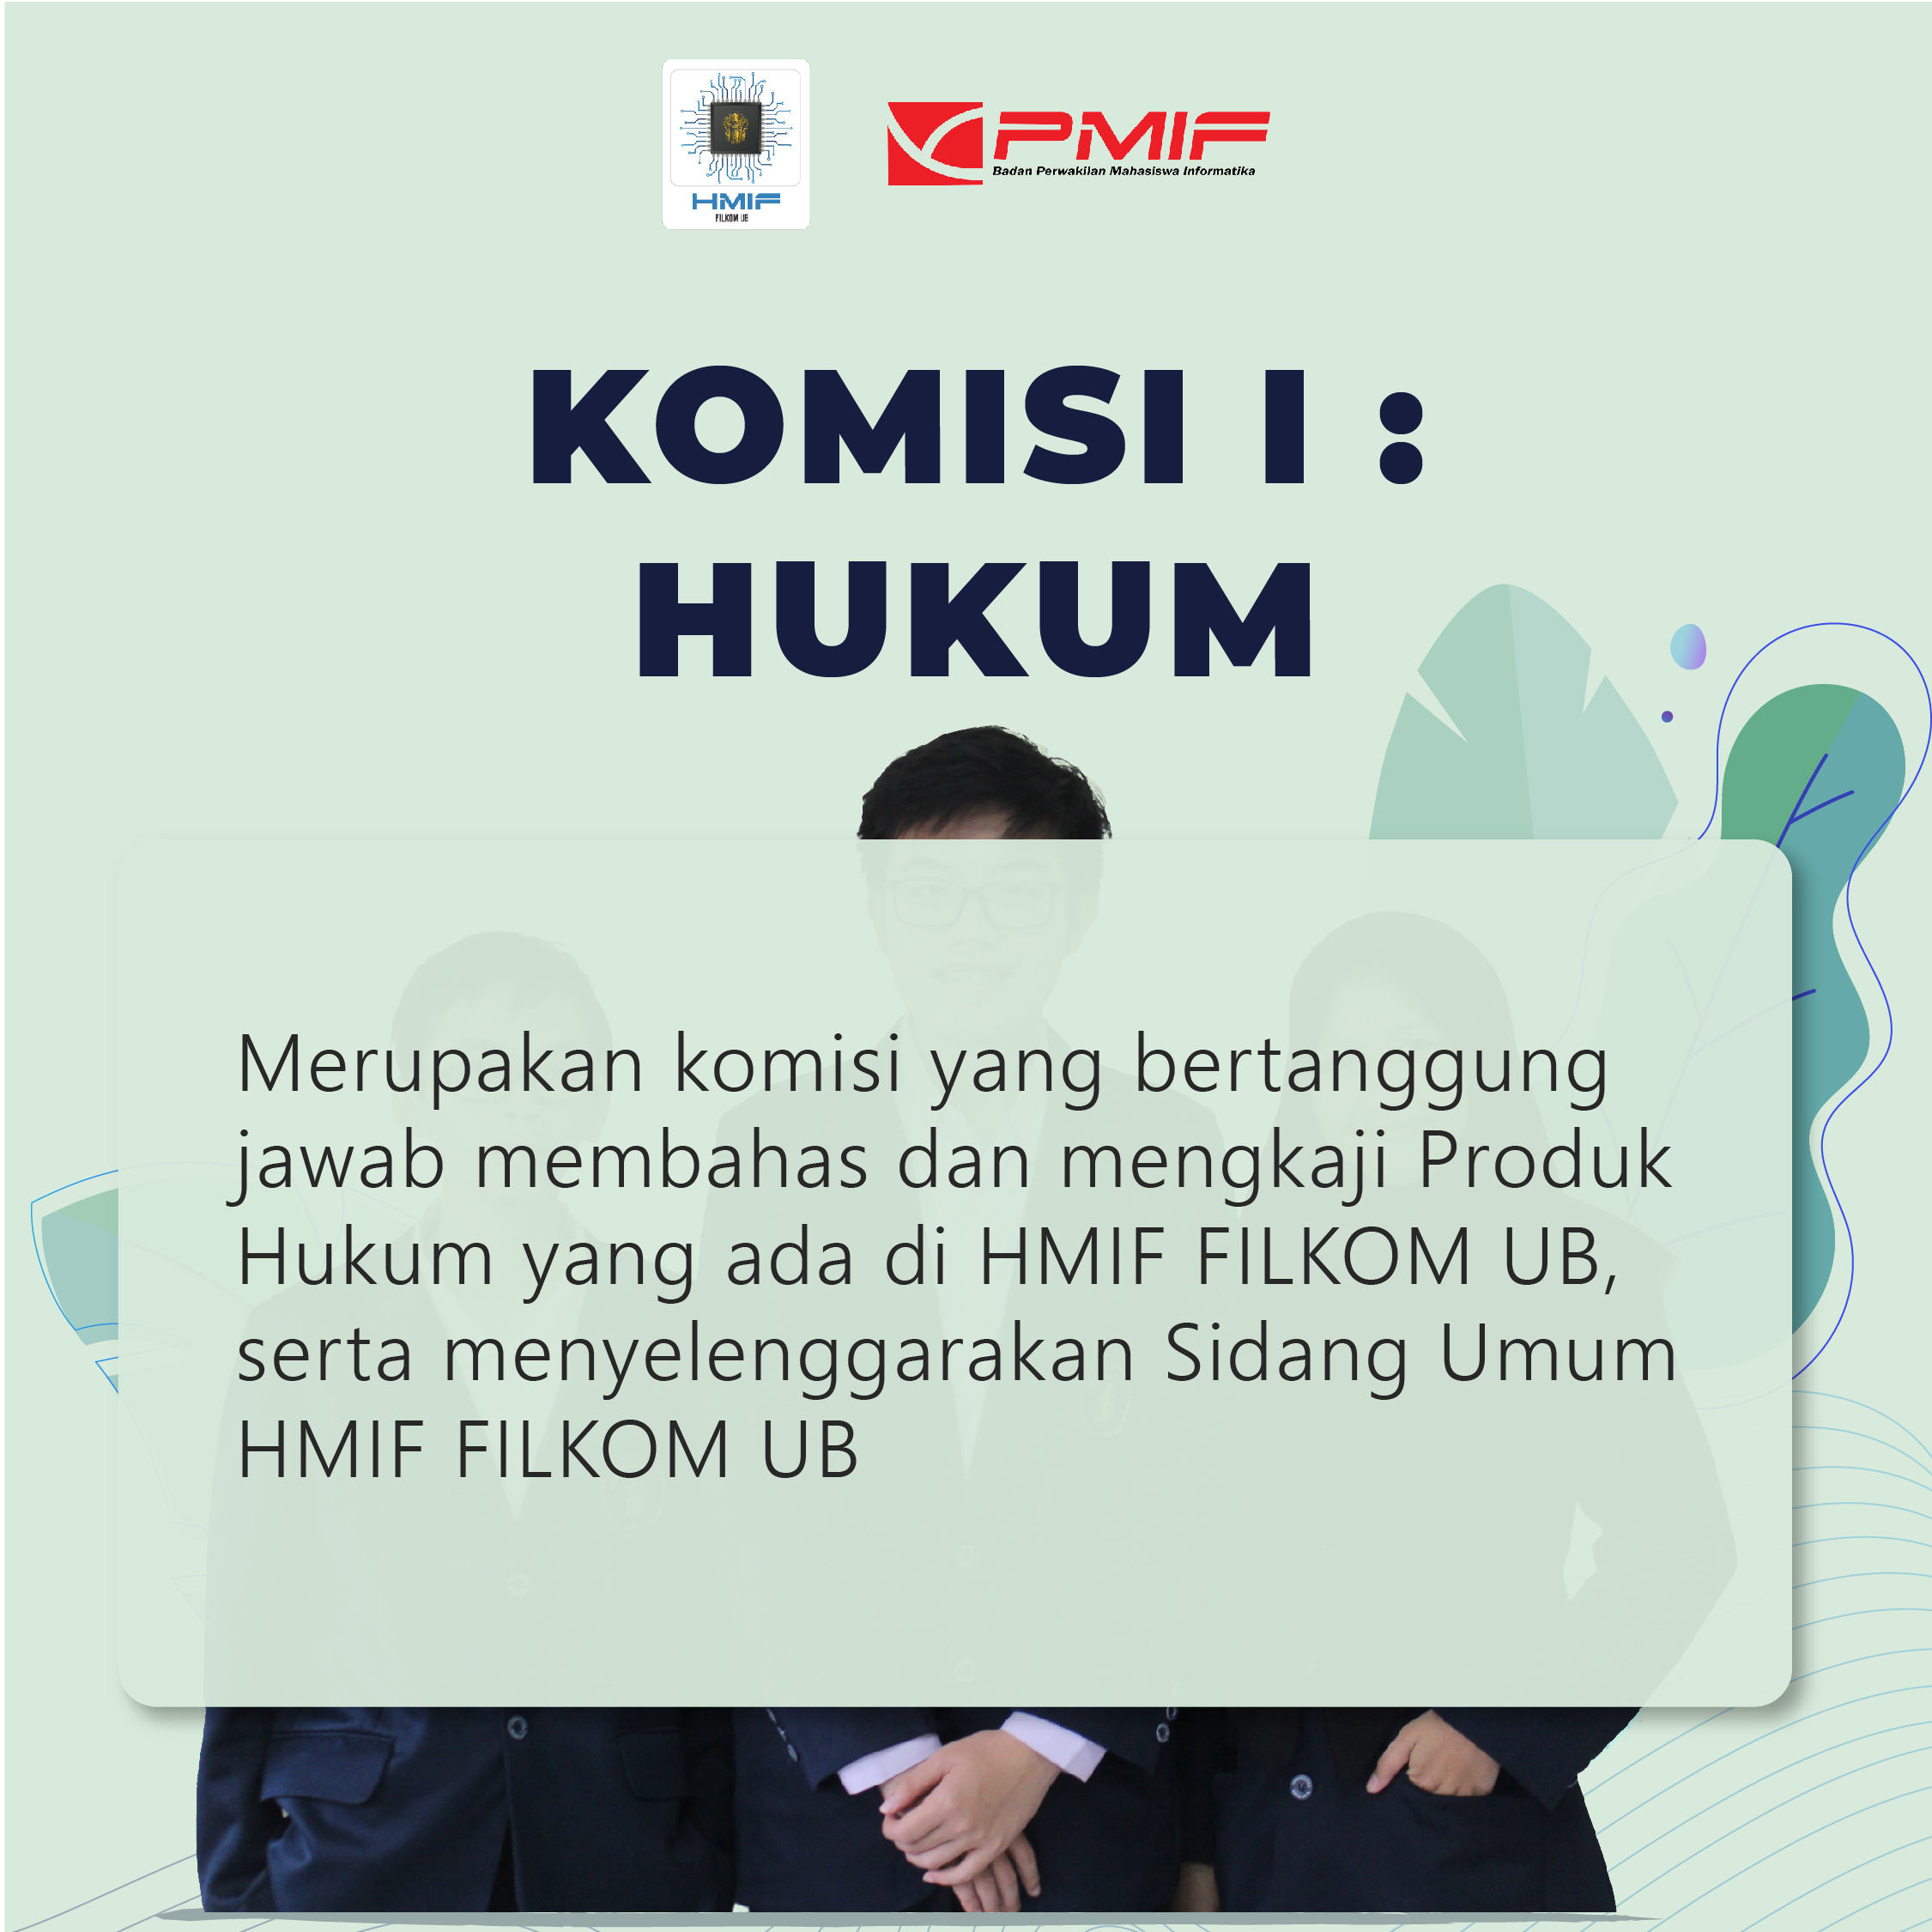 HMIF
FILKOM UB
PMIF
Badan Perwakilan Mahasiswa Informatika
KOMISI I :
HUKUM
Merupakan komisi yang bertanggung
jawab membahas dan mengkaji Produk
Hukum yang ada di HMIF FILKOM UB,
serta menyelenggarakan Sidang Umum
HMIF FILKOM UB